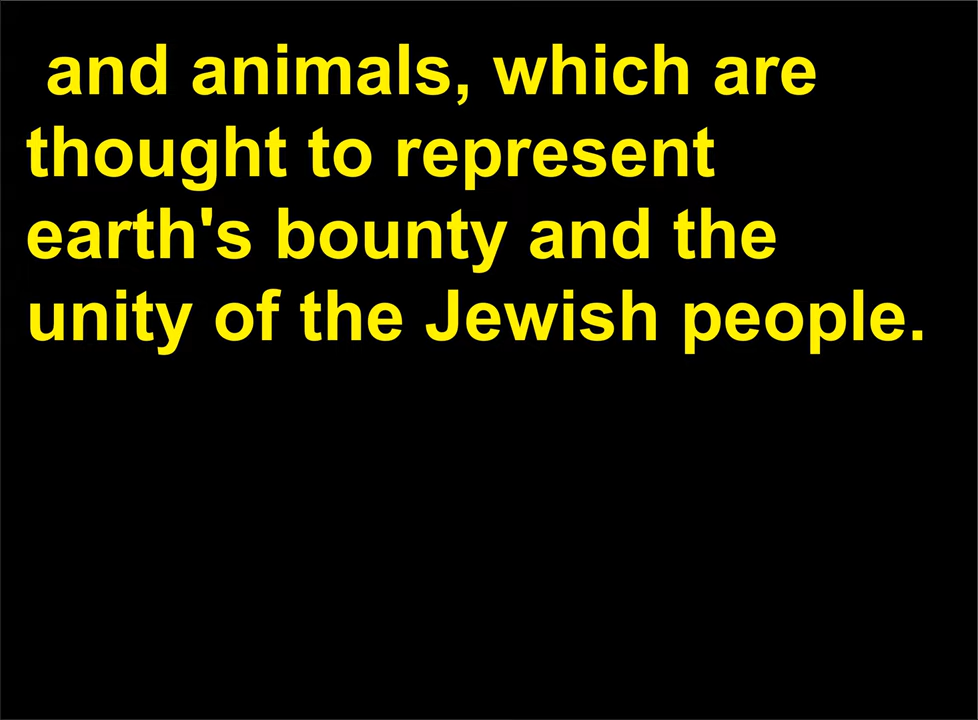 and animals, which are
thought to represent
earth's bounty and the
unity of the Jewish people.